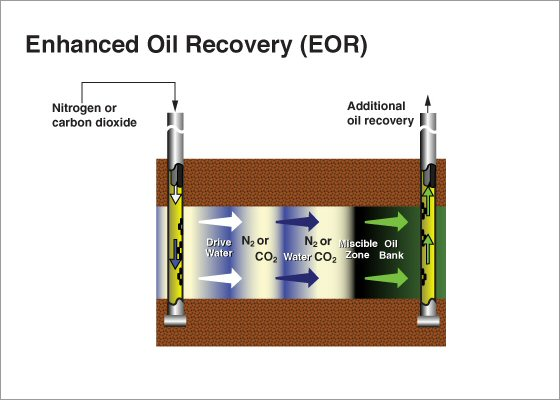 Enhanced Oil Recovery (EOR)
Nitrogen or
carbon dioxide
Additional
oil recovery
Drive
Water
N2 or
CO2
Water
N2 or
CO2
Miscible
Zone
Oil
Bank